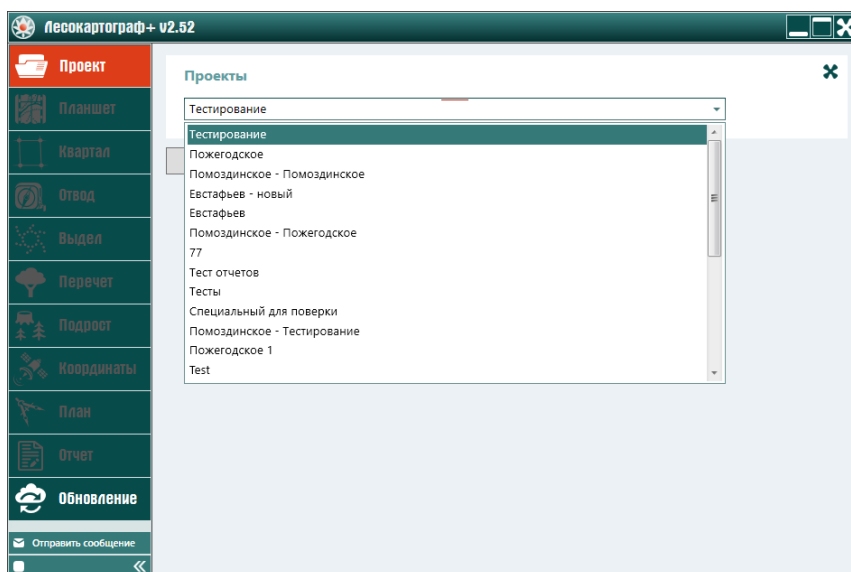 Лесокартограф+ v2.52
Проект
Планшет
Квартал
Отвод
Выдел
Перечет
Подрост
Координаты
План
Отчет
Обновление
Отправить сообщение
Проекты
Тестирование
Тестирование
Пожегодское
Помоздинское - Помоздинское
Евстафьев - новый
Евстафьев
Помоздинское - Пожегодское
77
Тест отчетов
Тесты
Специальный для поверки
Помоздинское - Тестирование
Пожегодское 1
Test